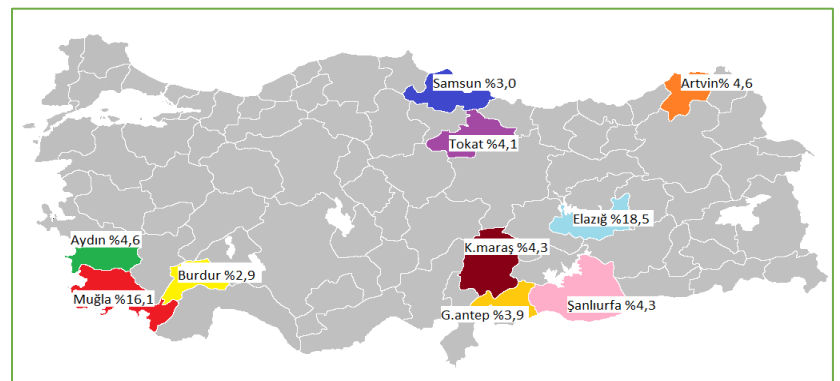 Samsun %3,0
Artvin% 4,6
Tokat %4,1
Elazığ %18,5
Aydın %4,6
K.maraş %4,3
Burdur %2,9
Muğla %16,1
Şanlıurfa %4,3
G.antep %3,9